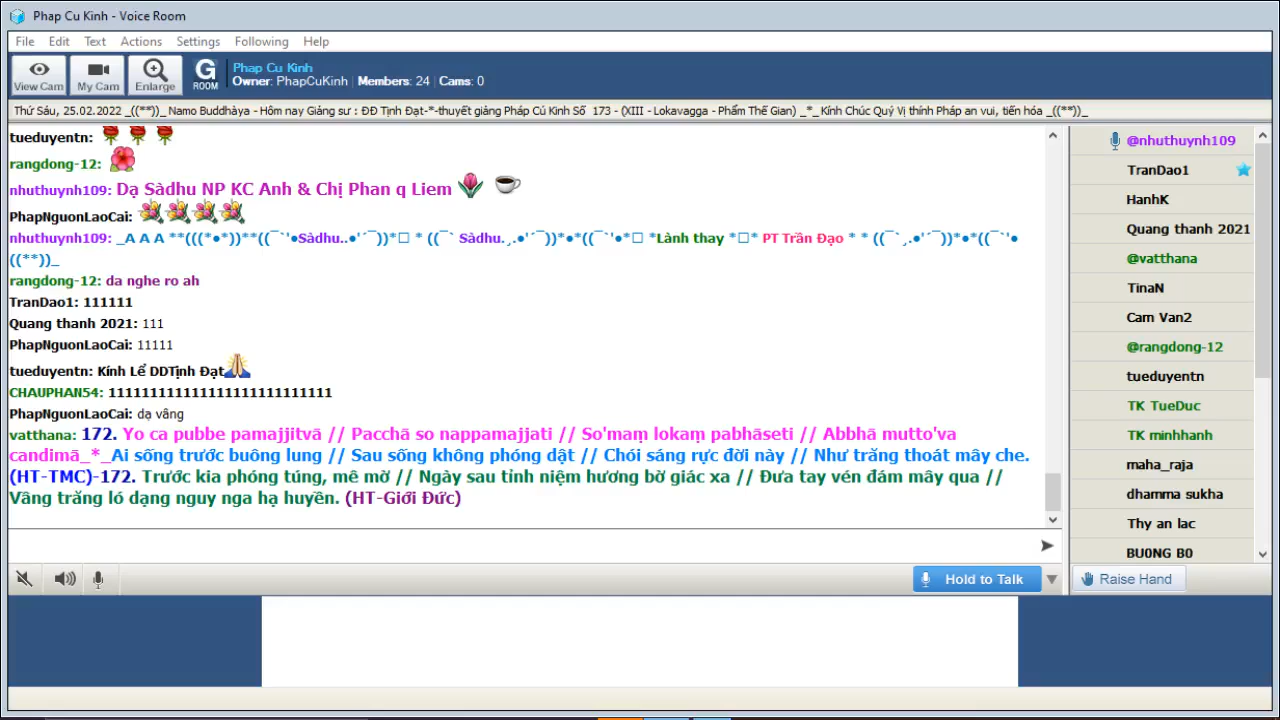 Phap Cu Kinh - Voice Room
File Edit Text Actions Settings Following Help
View Cam My Cam Enlarge G ROOM
Phap Cu Kinh
Owner: PhapCuKinh | Members: 24 | Cams: 0
Thứ Sáu, 25.02.2022 _((**))_ Namo Buddhàya - Hôm nay Giảng sư : ĐĐ Tịnh Đạt-*-thuyết giảng Pháp Cú Kinh Số 173 - (XIII - Lokavagga - Phẩm Thế Gian) _*_ Kính Chúc Quý Vị thính Pháp an vui, tiến hóa _((**))_
tueduyentn:
rangdong-12:
nhuthuynh109: Dạ Sàdhu NP KC Anh & Chị Phan q Liem
PhapNguonLaoCai:
nhuthuynh109: _A A A **(((*●*))**((¯`'●Sàdhu..●'´¯))*□ * ((¯` Sàdhu.¸.●'´¯))*●*((¯`'●*□ *Lành thay *□* PT Trần Đạo * * ((¯`¸.●'´¯))*●*((¯`'●
((**))_
rangdong-12: da nghe ro ah
TranDao1: 111111
Quang thanh 2021: 111
PhapNguonLaoCai: 11111
tueduyentn: Kính Lể DDTịnh Đạt
CHAUPHAN54: 1111111111111111111111111111
PhapNguonLaoCai: dạ vâng
vatthana: 172. Yo ca pubbe pamajjitvā // Pacchā so nappamajjati // So'maṃ lokaṃ pabhāseti // Abbhā mutto'va
candimā_*_Ai sống trước buông lung // Sau sống không phóng dật // Chói sáng rực đời này // Như trăng thoát mây che.
(HT-TMC)-172. Trước kia phóng túng, mê mờ // Ngày sau tỉnh niệm hương bờ giác xa // Đưa tay vén đám mây qua //
Vầng trăng ló dạng nguy nga hạ huyền. (HT-Giới Đức)
Hold to Talk
@nhuthuynh109
TranDao1
HanhK
Quang thanh 2021
@vatthana
TinaN
Cam Van2
@rangdong-12
tueduyentn
TK TueDuc
TK minhhanh
maha_raja
dhamma sukha
Thy an lac
BU0NG B0
Raise Hand